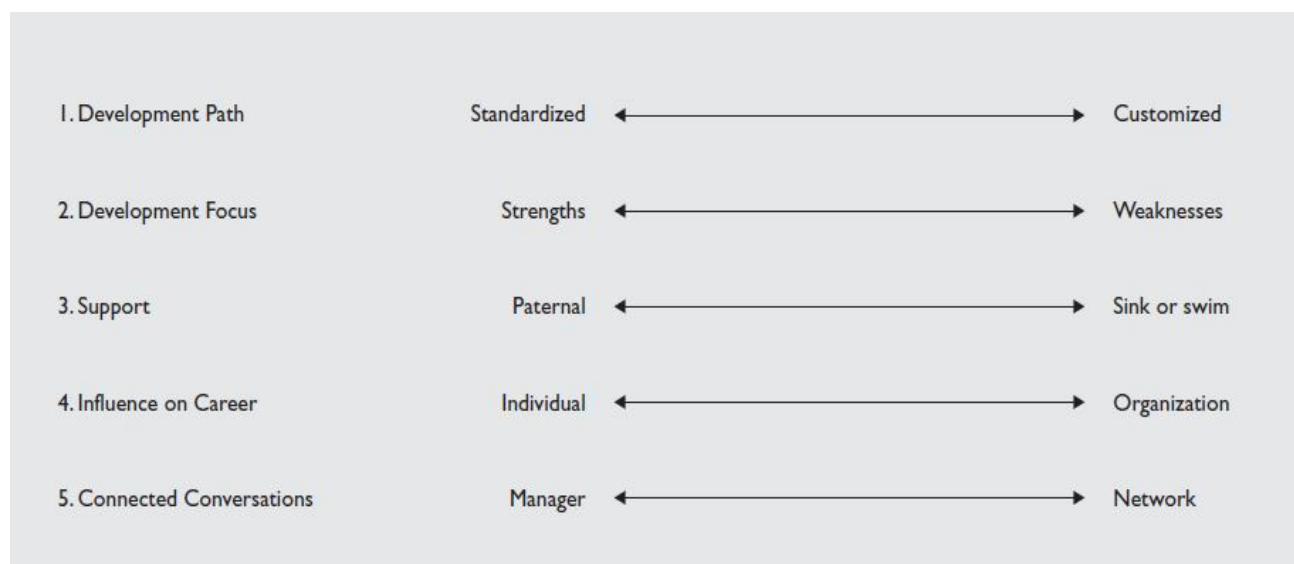 1. Development Path Standardized Customized
2. Development Focus Strengths Weaknesses
3. Support Paternal Sink or swim
4. Influence on Career Individual Organization
5. Connected Conversations Manager Network